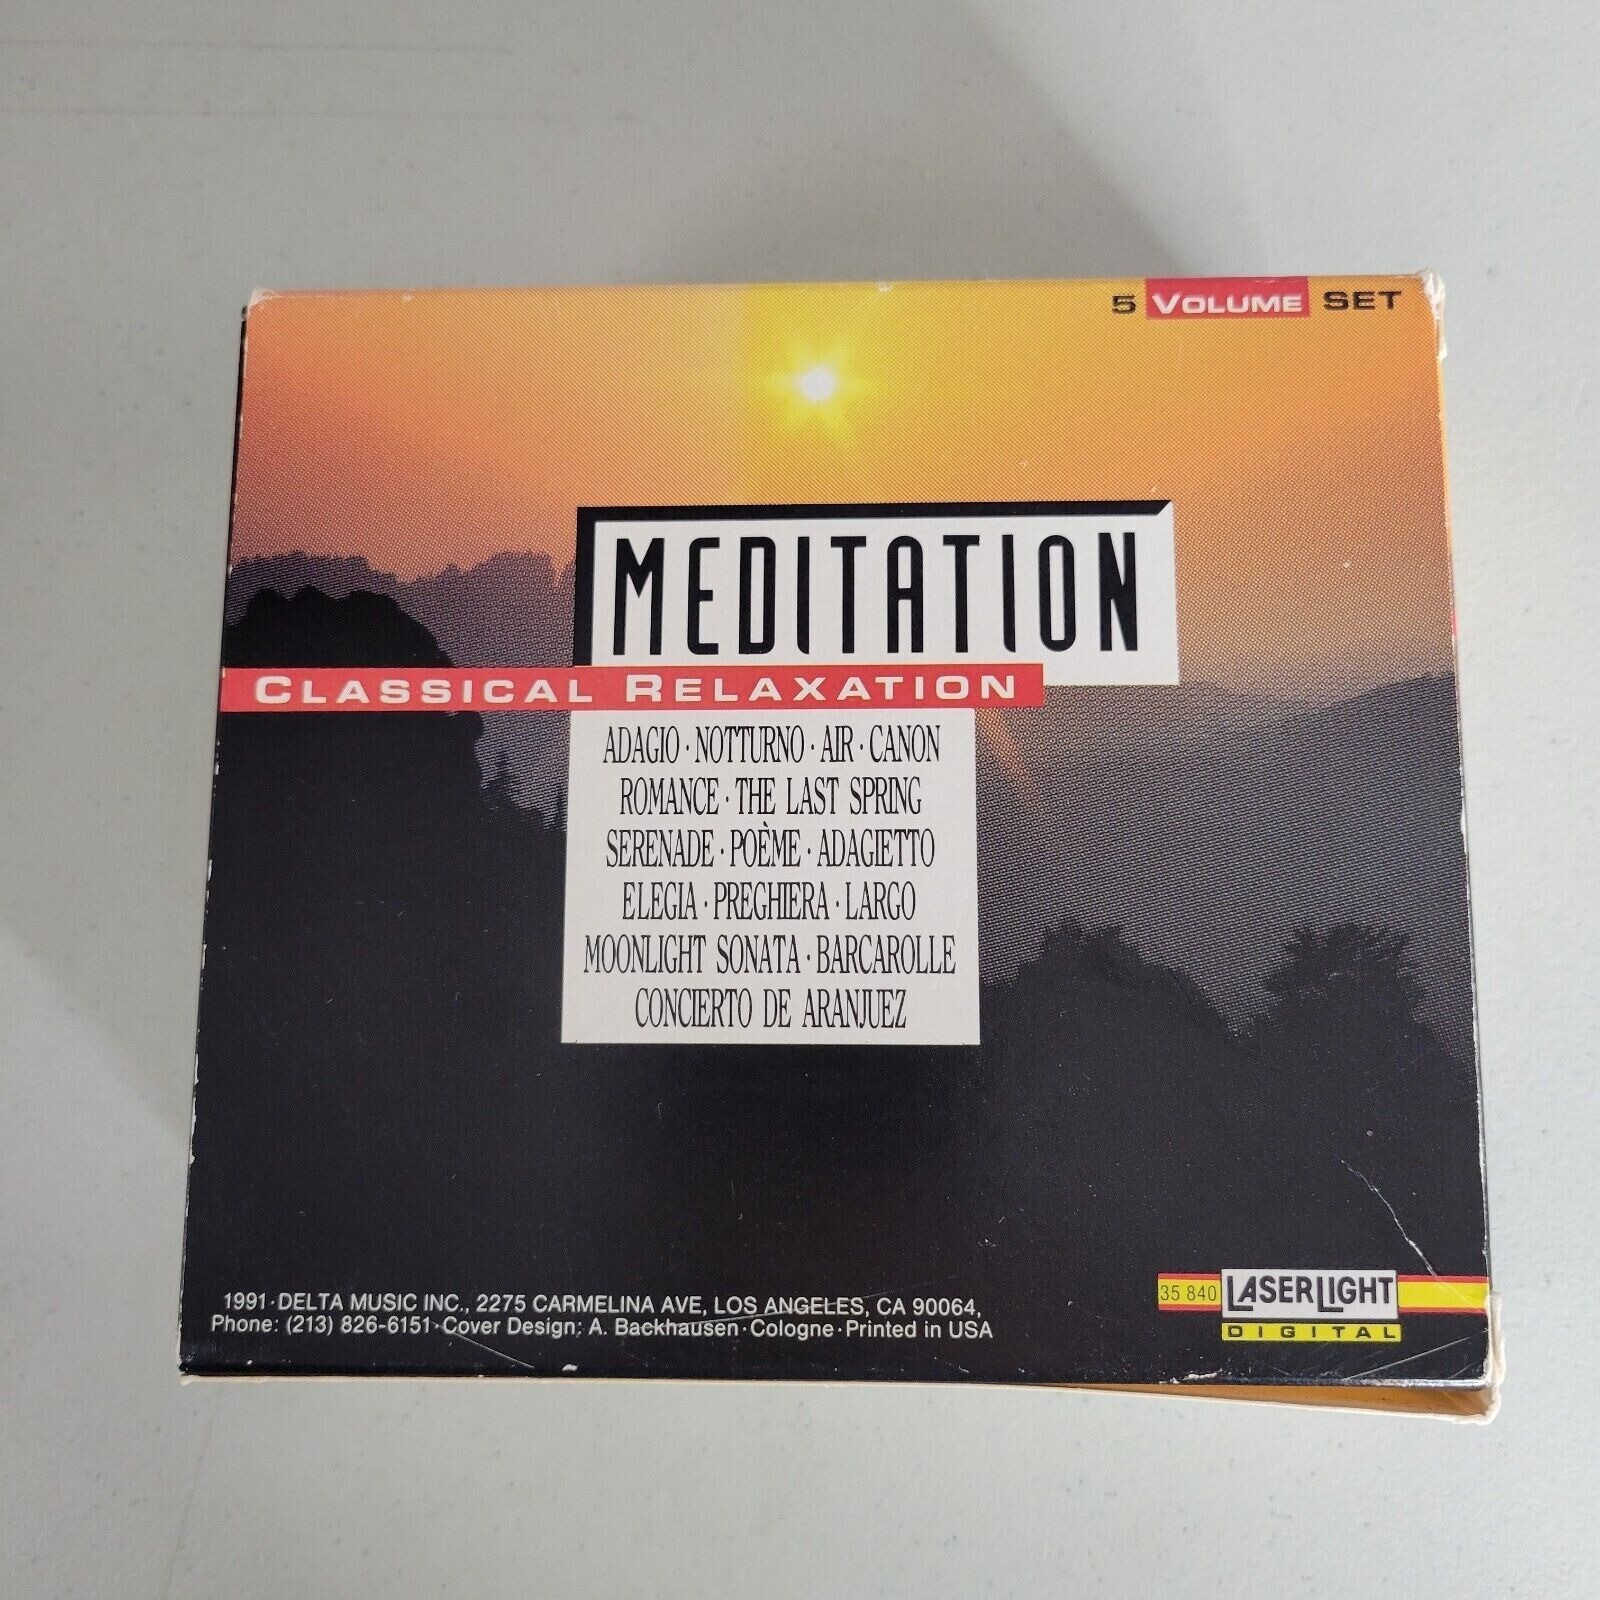 5 VOLUME SET
MEDITATION
CLASSICAL RELAXATION
ADAGIO · NOTTURNO · AIR · CANON
ROMANCE · THE LAST SPRING
SERENADE · POÈME · ADAGIETTO
ELEGIA · PREGHIERA · LARGO
MOONLIGHT SONATA · BARCAROLLE
CONCIERTO DE ARANJUEZ
1991 · DELTA MUSIC INC., 2275 CARMELINA AVE, LOS ANGELES, CA 90064,
Phone: (213) 826-6151 · Cover Design: A. Backhausen · Cologne · Printed in USA
35 840 LASERLIGHT
DIGITAL